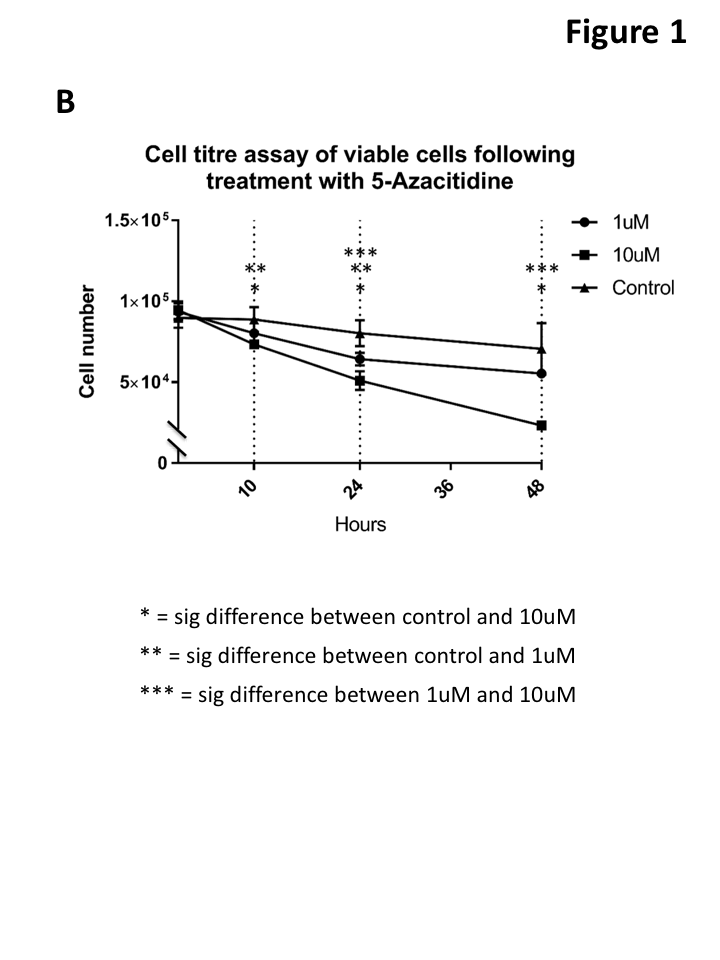 Figure 1
B
Cell titre assay of viable cells following
treatment with 5-Azacitidine
1.5×10⁵
1×10⁵
5×10⁴
0
Cell number
***
**
*
**
*
***
*
1uM
10uM
Control
10
24
36
48
Hours
* = sig difference between control and 10uM
** = sig difference between control and 1uM
*** = sig difference between 1uM and 10uM